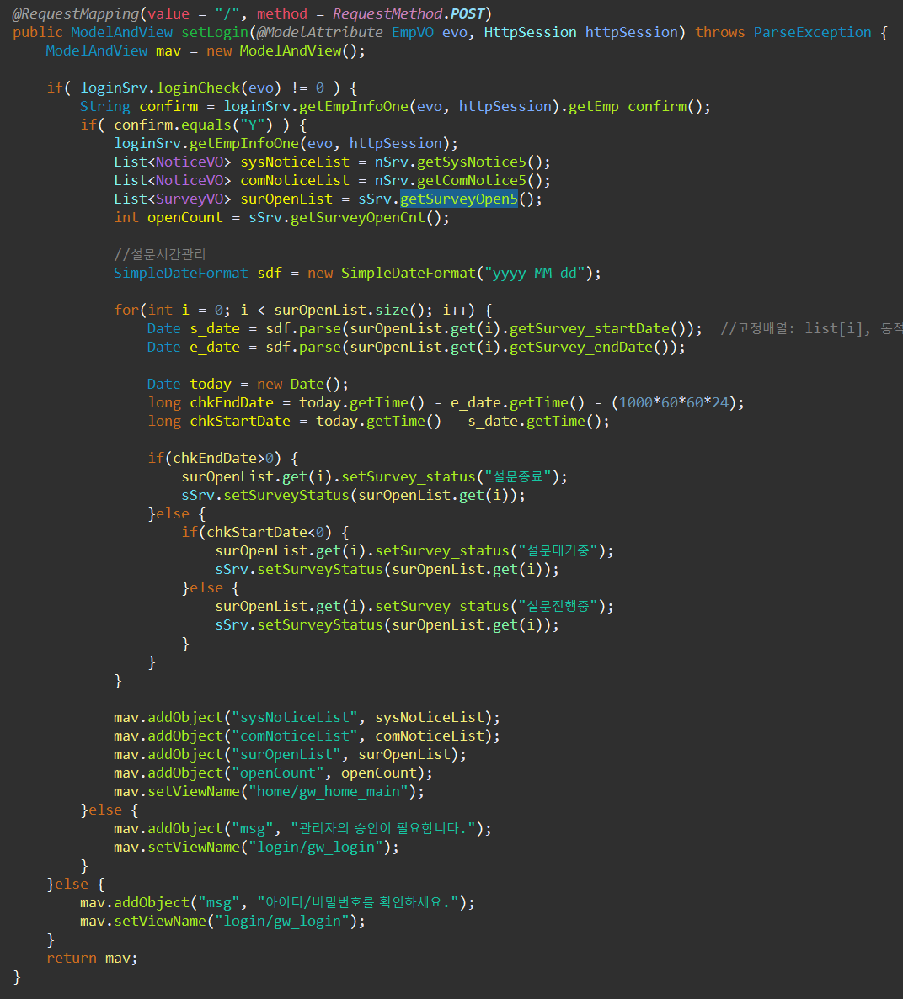 @RequestMapping(value = "/", method = RequestMethod.POST)
public ModelAndView setLogin(@ModelAttribute EmpVO evo, HttpSession httpSession) throws ParseException {
    ModelAndView mav = new ModelAndView();

    if( loginSrv.loginCheck(evo) != 0 ) {
        String confirm = loginSrv.getEmpInfoOne(evo, httpSession).getEmp_confirm();
        if( confirm.equals("Y") ) {
            loginSrv.getEmpInfoOne(evo, httpSession);
            List<NoticeVO> sysNoticeList = nSrv.getSysNotice5();
            List<NoticeVO> comNoticeList = nSrv.getComNotice5();
            List<SurveyVO> surOpenList = sSrv.getSurveyOpen5();
            int openCount = sSrv.getSurveyOpenCnt();

            //설문시간관리
            SimpleDateFormat sdf = new SimpleDateFormat("yyyy-MM-dd");

            for(int i = 0; i < surOpenList.size(); i++) {
                Date s_date = sdf.parse(surOpenList.get(i).getSurvey_startDate());  //고정배열: list[i], 동적
                Date e_date = sdf.parse(surOpenList.get(i).getSurvey_endDate());

                Date today = new Date();
                long chkEndDate = today.getTime() - e_date.getTime() - (1000*60*60*24);
                long chkStartDate = today.getTime() - s_date.getTime();

                if(chkEndDate>0) {
                    surOpenList.get(i).setSurvey_status("설문종료");
                    sSrv.setSurveyStatus(surOpenList.get(i));
                }else {
                    if(chkStartDate<0) {
                        surOpenList.get(i).setSurvey_status("설문대기중");
                        sSrv.setSurveyStatus(surOpenList.get(i));
                    }else {
                        surOpenList.get(i).setSurvey_status("설문진행중");
                        sSrv.setSurveyStatus(surOpenList.get(i));
                    }
                }
            }

            mav.addObject("sysNoticeList", sysNoticeList);
            mav.addObject("comNoticeList", comNoticeList);
            mav.addObject("surOpenList", surOpenList);
            mav.addObject("openCount", openCount);
            mav.setViewName("home/gw_home_main");
        }else {
            mav.addObject("msg", "관리자의 승인이 필요합니다.");
            mav.setViewName("login/gw_login");
        }
    }else {
        mav.addObject("msg", "아이디/비밀번호를 확인하세요.");
        mav.setViewName("login/gw_login");
    }
    return mav;
}